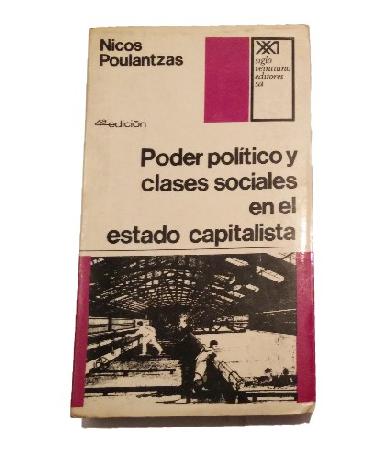 Nicos
Poulantzas
siglo
veintiuno
editores
sa
4a edición
Poder político y
clases sociales
en el
estado capitalista